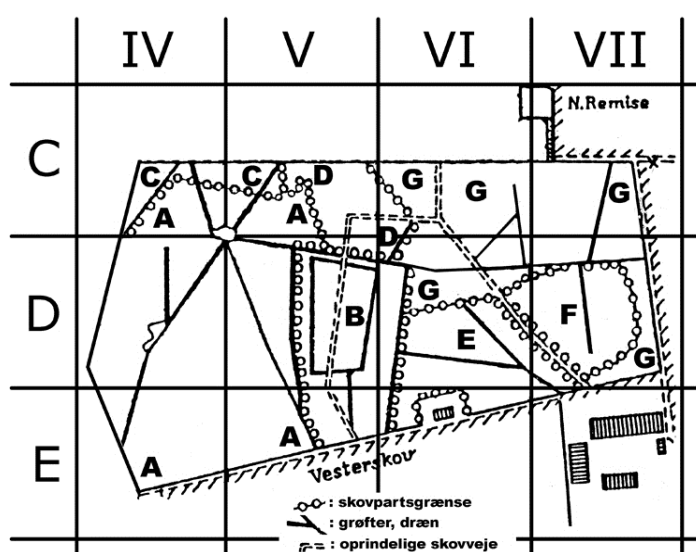 IV V VI VII
N.Remise
C
C C D G G G
A A
D
D
G F
B
E
G
A A
E
Vesterskov
: skovpartsgrænse
: grøfter, dræn
: oprindelige skovveje